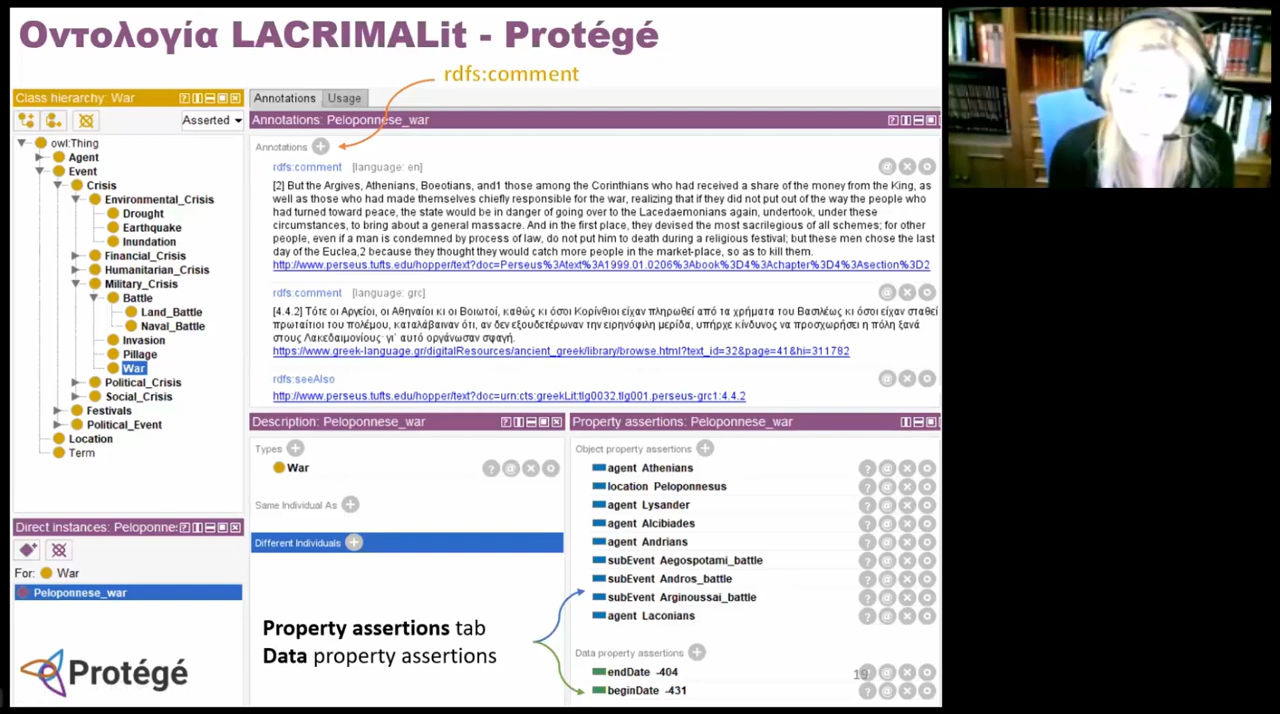 Οντολογία LACRIMALit - Protégé
rdfs:comment
Class hierarchy: War
Asserted
owl:Thing
Agent
Event
Crisis
Environmental_Crisis
Drought
Earthquake
Inundation
Financial_Crisis
Humanitarian_Crisis
Military_Crisis
Battle
Land_Battle
Naval_Battle
Invasion
Pillage
War
Political_Crisis
Social_Crisis
Festivals
Political_Event
Location
Term
Direct instances: Peloponne
For: War
Peloponnese_war
Protégé
Annotations Usage
Annotations: Peloponnese_war
Annotations
rdfs:comment [language: en]
[2] But the Argives, Athenians, Boeotians, and1 those among the Corinthians who had received a share of the money from the King, as
well as those who had made themselves chiefly responsible for the war, realizing that if they did not put out of the way the people who
had turned toward peace, the state would be in danger of going over to the Lacedaemonians again, undertook, under these
circumstances, to bring about a general massacre. And in the first place, they devised the most sacrilegious of all schemes; for other
people, even if a man is condemned by process of law, do not put him to death during a religious festival; but these men chose the last
day of the Euclea,2 because they thought they would catch more people in the market-place, so as to kill them.
http://www.perseus.tufts.edu/hopper/text?doc=Perseus%3Atext%3A1999.01.0206%3Abook%3D4%3Achapter%3D4%3Asection%3D2
rdfs:comment [language: grc]
[4.4.2] Τότε οι Αργείοι, οι Αθηναίοι κι οι Βοιωτοί, καθώς κι όσοι Κορίνθιοι είχαν πληρωθεί από τα χρήματα του Βασιλέως κι όσοι είχαν σταθεί
πρωταίτιοι του πολέμου, καταλάβαιναν ότι, αν δεν εξουδετέρωναν την ειρηνόφιλη μερίδα, υπήρχε κίνδυνος να προσχωρήσει η πόλη ξανά
στους Λακεδαιμονίους· γι᾽ αυτό οργάνωσαν σφαγή.
https://www.greek-language.gr/digitalResources/ancient_greek/library/browse.html?text_id=32&page=41&hi=311782
rdfs:seeAlso
http://www.perseus.tufts.edu/hopper/text?doc=urn:cts:greekLit:tlg0032.tlg001.perseus-grc1:4.4.2
Description: Peloponnese_war
Types
War
Same Individual As
Different Individuals
Property assertions tab
Data property assertions
Property assertions: Peloponnese_war
Object property assertions
agent Athenians
location Peloponnesus
agent Lysander
agent Alcibiades
agent Andrians
subEvent Aegospotami_battle
subEvent Andros_battle
subEvent Arginoussai_battle
agent Laconians
Data property assertions
endDate -404
19
beginDate -431